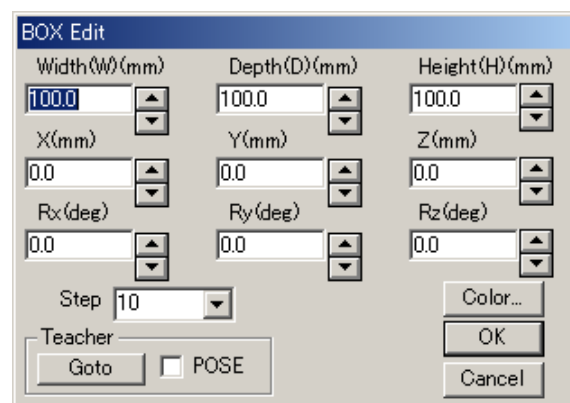 BOX Edit
Width(W)(mm) Depth(D)(mm) Height(H)(mm)
100.0 100.0 100.0
X(mm) Y(mm) Z(mm)
0.0 0.0 0.0
Rx(deg) Ry(deg) Rz(deg)
0.0 0.0 0.0
Step 10 Color...
Teacher OK
Goto POSE Cancel